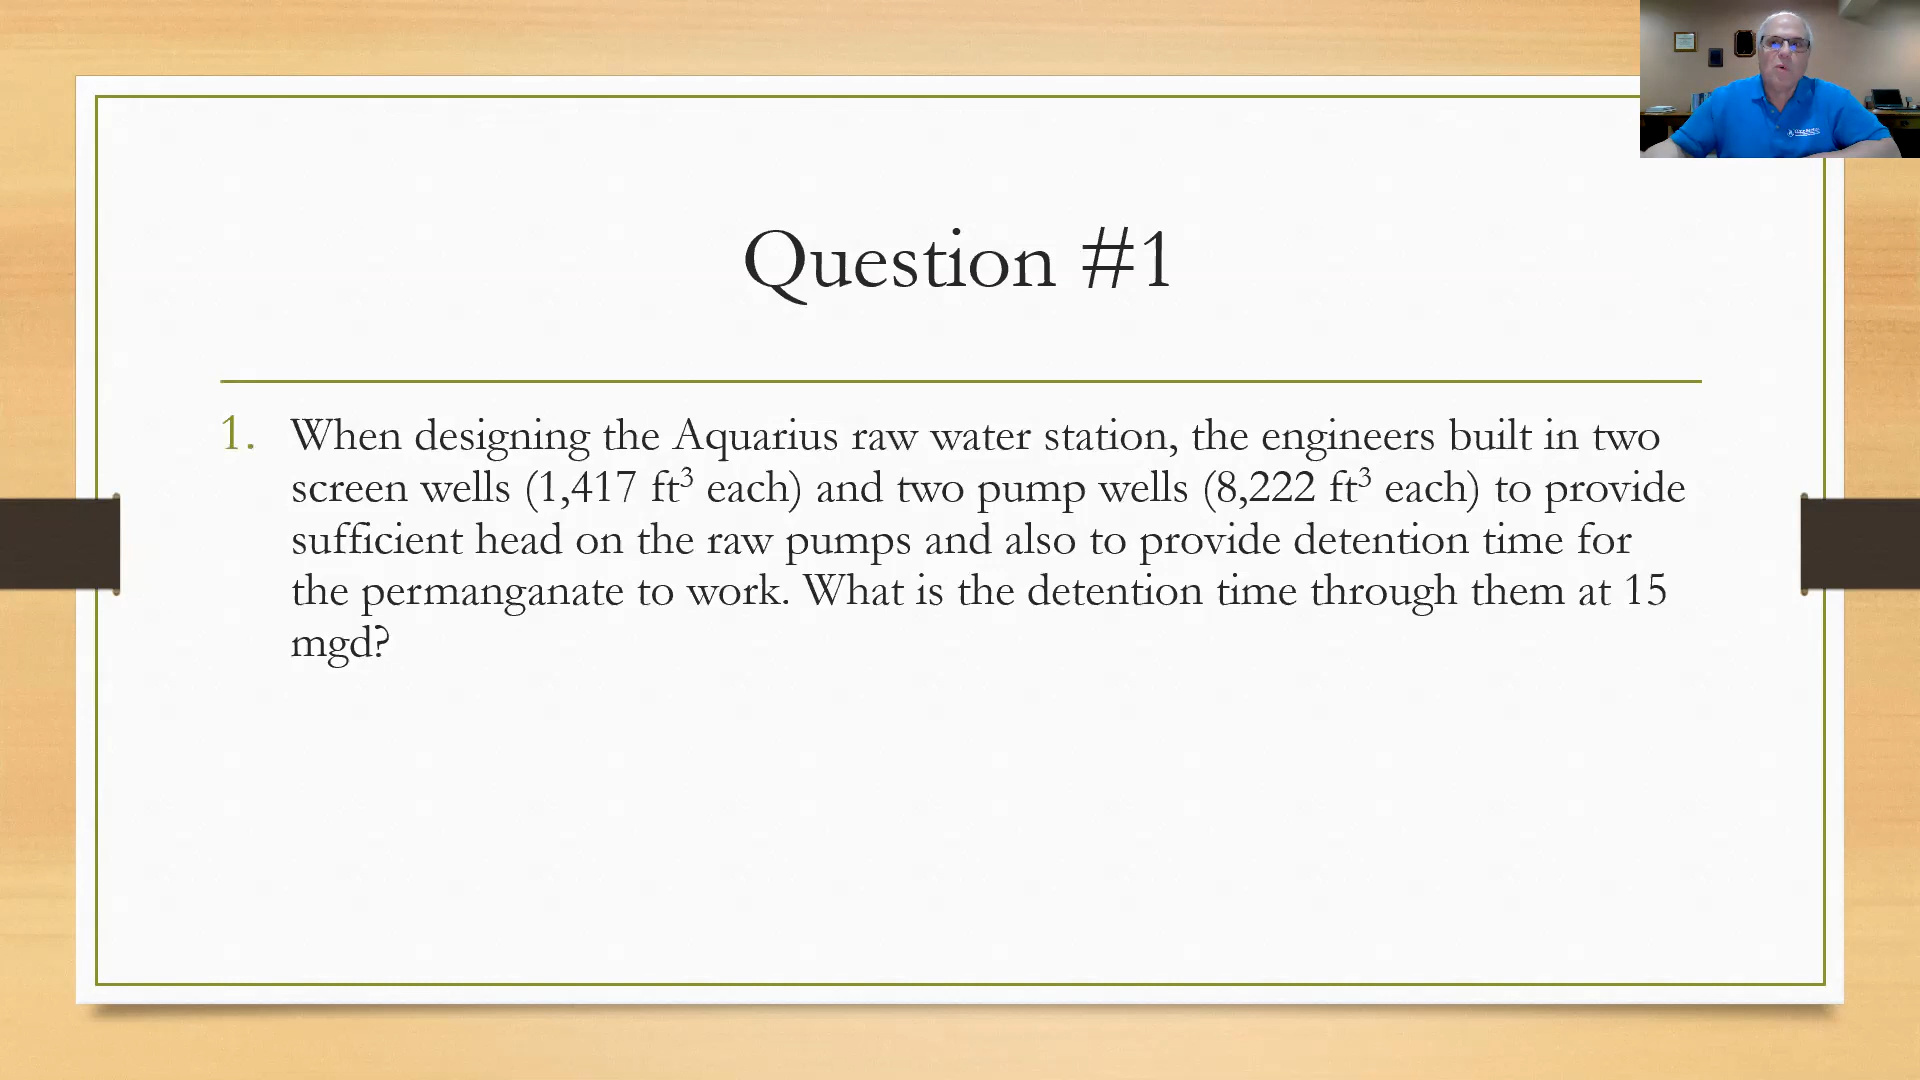 Question #1
1. When designing the Aquarius raw water station, the engineers built in two
screen wells (1,417 ft³ each) and two pump wells (8,222 ft³ each) to provide
sufficient head on the raw pumps and also to provide detention time for
the permanganate to work. What is the detention time through them at 15
mgd?